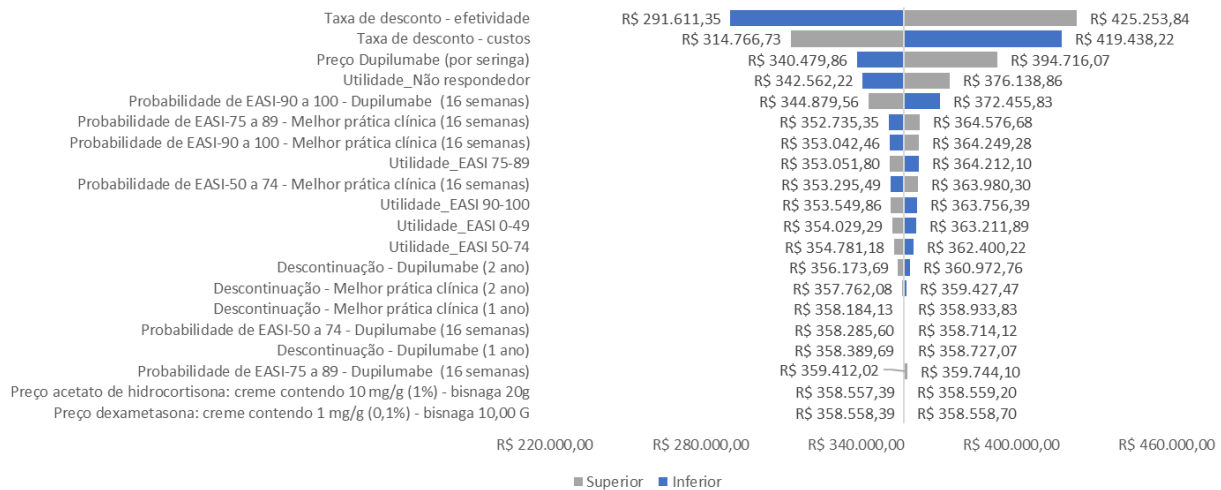 Taxa de desconto - efetividade R$ 291.611,35 R$ 425.253,84
Taxa de desconto - custos R$ 314.766,73 R$ 419.438,22
Preço Dupilumabe (por seringa) R$ 340.479,86 R$ 394.716,07
Utilidade_Não respondedor R$ 342.562,22 R$ 376.138,86
Probabilidade de EASI-90 a 100 - Dupilumabe (16 semanas) R$ 344.879,56 R$ 372.455,83
Probabilidade de EASI-75 a 89 - Melhor prática clínica (16 semanas) R$ 352.735,35 R$ 364.576,68
Probabilidade de EASI-90 a 100 - Melhor prática clínica (16 semanas) R$ 353.042,46 R$ 364.249,28
Utilidade_EASI 75-89 R$ 353.051,80 R$ 364.212,10
Probabilidade de EASI-50 a 74 - Melhor prática clínica (16 semanas) R$ 353.295,49 R$ 363.980,30
Utilidade_EASI 90-100 R$ 353.549,86 R$ 363.756,39
Utilidade_EASI 0-49 R$ 354.029,29 R$ 363.211,89
Utilidade_EASI 50-74 R$ 354.781,18 R$ 362.400,22
Descontinuação - Dupilumabe (2 ano) R$ 356.173,69 R$ 360.972,76
Descontinuação - Melhor prática clínica (2 ano) R$ 357.762,08 R$ 359.427,47
Descontinuação - Melhor prática clínica (1 ano) R$ 358.184,13 R$ 358.933,83
Probabilidade de EASI-50 a 74 - Dupilumabe (16 semanas) R$ 358.285,60 R$ 358.714,12
Descontinuação - Dupilumabe (1 ano) R$ 358.389,69 R$ 358.727,07
Probabilidade de EASI-75 a 89 - Dupilumabe (16 semanas) R$ 359.412,02 R$ 359.744,10
Preço acetato de hidrocortisona: creme contendo 10 mg/g (1%) - bisnaga 20g R$ 358.557,39 R$ 358.559,20
Preço dexametasona: creme contendo 1 mg/g (0,1%) - bisnaga 10,00 G R$ 358.558,39 R$ 358.558,70
R$ 220.000,00 R$ 280.000,00 R$ 340.000,00 R$ 400.000,00 R$ 460.000,00
Superior Inferior